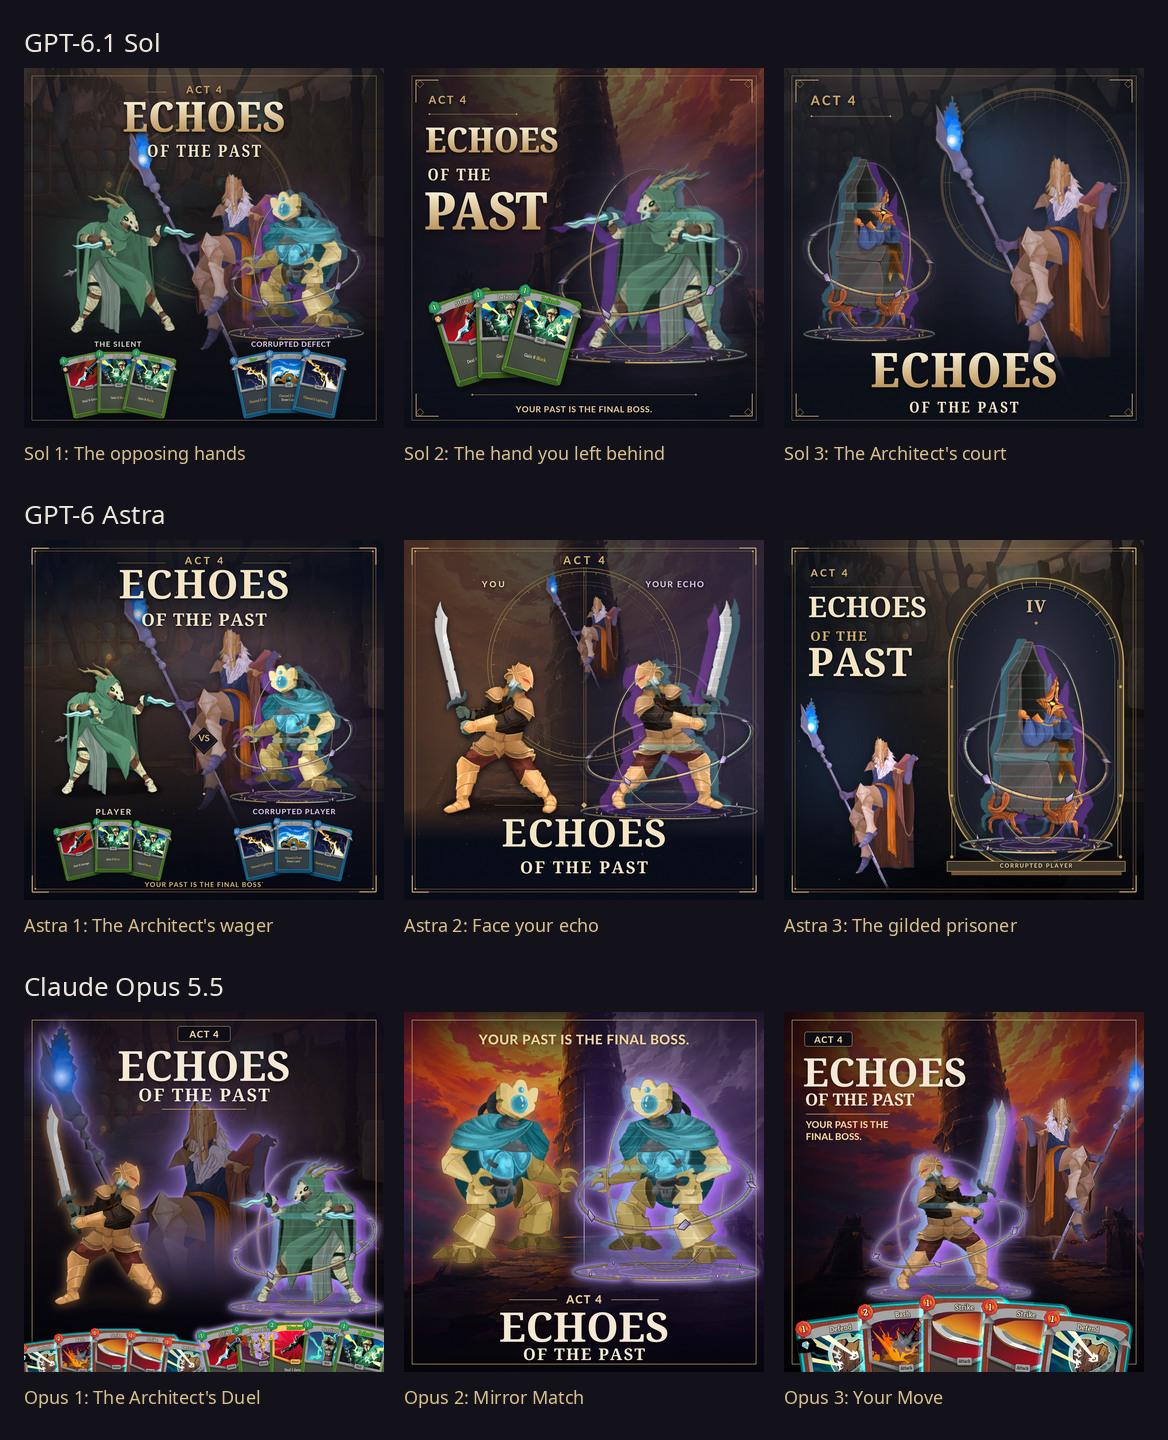 GPT-6.1 Sol
ACT 4
ECHOES
OF THE PAST
THE SILENT
CORRUPTED DEFECT
ACT 4
ECHOES
OF THE
PAST
YOUR PAST IS THE FINAL BOSS.
ACT 4
ECHOES
OF THE PAST
Sol 1: The opposing hands
Sol 2: The hand you left behind
Sol 3: The Architect's court
GPT-6 Astra
ACT 4
ECHOES
OF THE PAST
VS
PLAYER
CORRUPTED PLAYER
YOUR PAST IS THE FINAL BOSS
ACT 4
YOU
YOUR ECHO
ECHOES
OF THE PAST
ACT 4
ECHOES
OF THE
PAST
IV
CORRUPTED PLAYER
Astra 1: The Architect's wager
Astra 2: Face your echo
Astra 3: The gilded prisoner
Claude Opus 5.5
ACT 4
ECHOES
OF THE PAST
YOUR PAST IS THE FINAL BOSS.
ACT 4
ECHOES
OF THE PAST
ACT 4
ECHOES
OF THE PAST
YOUR PAST IS THE
FINAL BOSS.
Defend
Bash
Strike
Strike
Defend
Attack
Attack
Opus 1: The Architect's Duel
Opus 2: Mirror Match
Opus 3: Your Move